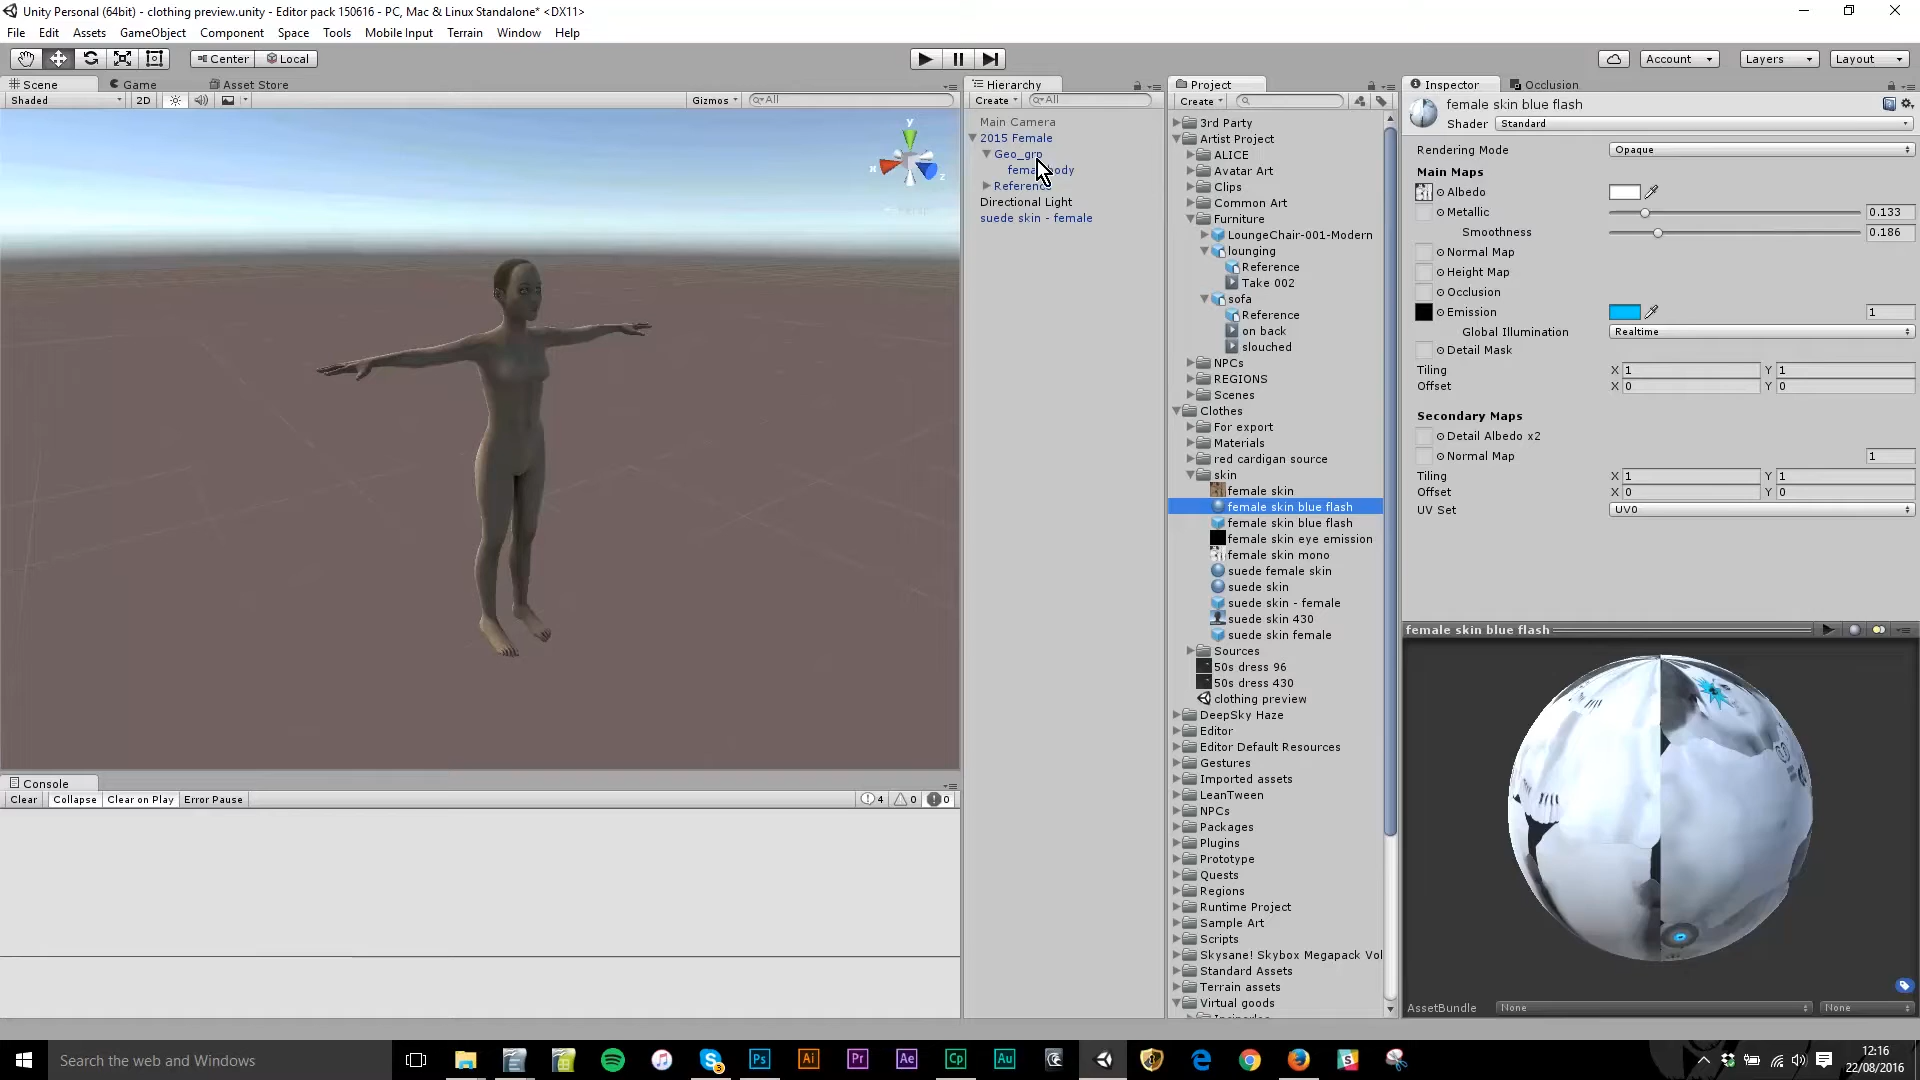 Unity Personal (64bit) - clothing preview.unity - Editor pack 150616 - PC, Mac & Linux Standalone* <DX11>
File Edit Assets GameObject Component Space Tools Mobile Input Terrain Window Help
Center Local Account Layers Layout
Scene Game Asset Store
Shaded 2D Gizmos All
y
x
z
Persp
Console
Clear Collapse Clear on Play Error Pause 4 0 0
Hierarchy
Create All
Main Camera
2015 Female
Geo_grp
Reference
Directional Light
suede skin - female
Project
Create
3rd Party
Artist Project
ALICE
Avatar Art
Clips
Common Art
Furniture
LoungeChair-001-Modern
lounging
Reference
Take 002
sofa
Reference
on back
slouched
NPCs
REGIONS
Scenes
Clothes
For export
Materials
red cardigan source
skin
female skin
female skin blue flash
female skin blue flash
female skin eye emission
female skin mono
suede female skin
suede skin
suede skin - female
suede skin 430
suede skin female
Sources
50s dress 96
50s dress 430
clothing preview
DeepSky Haze
Editor
Editor Default Resources
Gestures
Imported assets
LeanTween
NPCs
Packages
Plugins
Prototype
Quests
Regions
Runtime Project
Sample Art
Scripts
Skysane! Skybox Megapack Vol
Standard Assets
Terrain assets
Virtual goods
Inspector Occlusion
female skin blue flash
Shader Standard
Rendering Mode Opaque
Main Maps
Albedo
Metallic 0.133
Smoothness 0.186
Normal Map
Height Map
Occlusion
Emission 1
Global Illumination Realtime
Detail Mask
Tiling X 1 Y 1
Offset X 0 Y 0
Secondary Maps
Detail Albedo x2
Normal Map 1
Tiling X 1 Y 1
Offset X 0 Y 0
UV Set UV0
female skin blue flash
AssetBundle None None
Search the web and Windows
3
Ps Ai Pr Ae Cp Au
12:16
22/08/2016